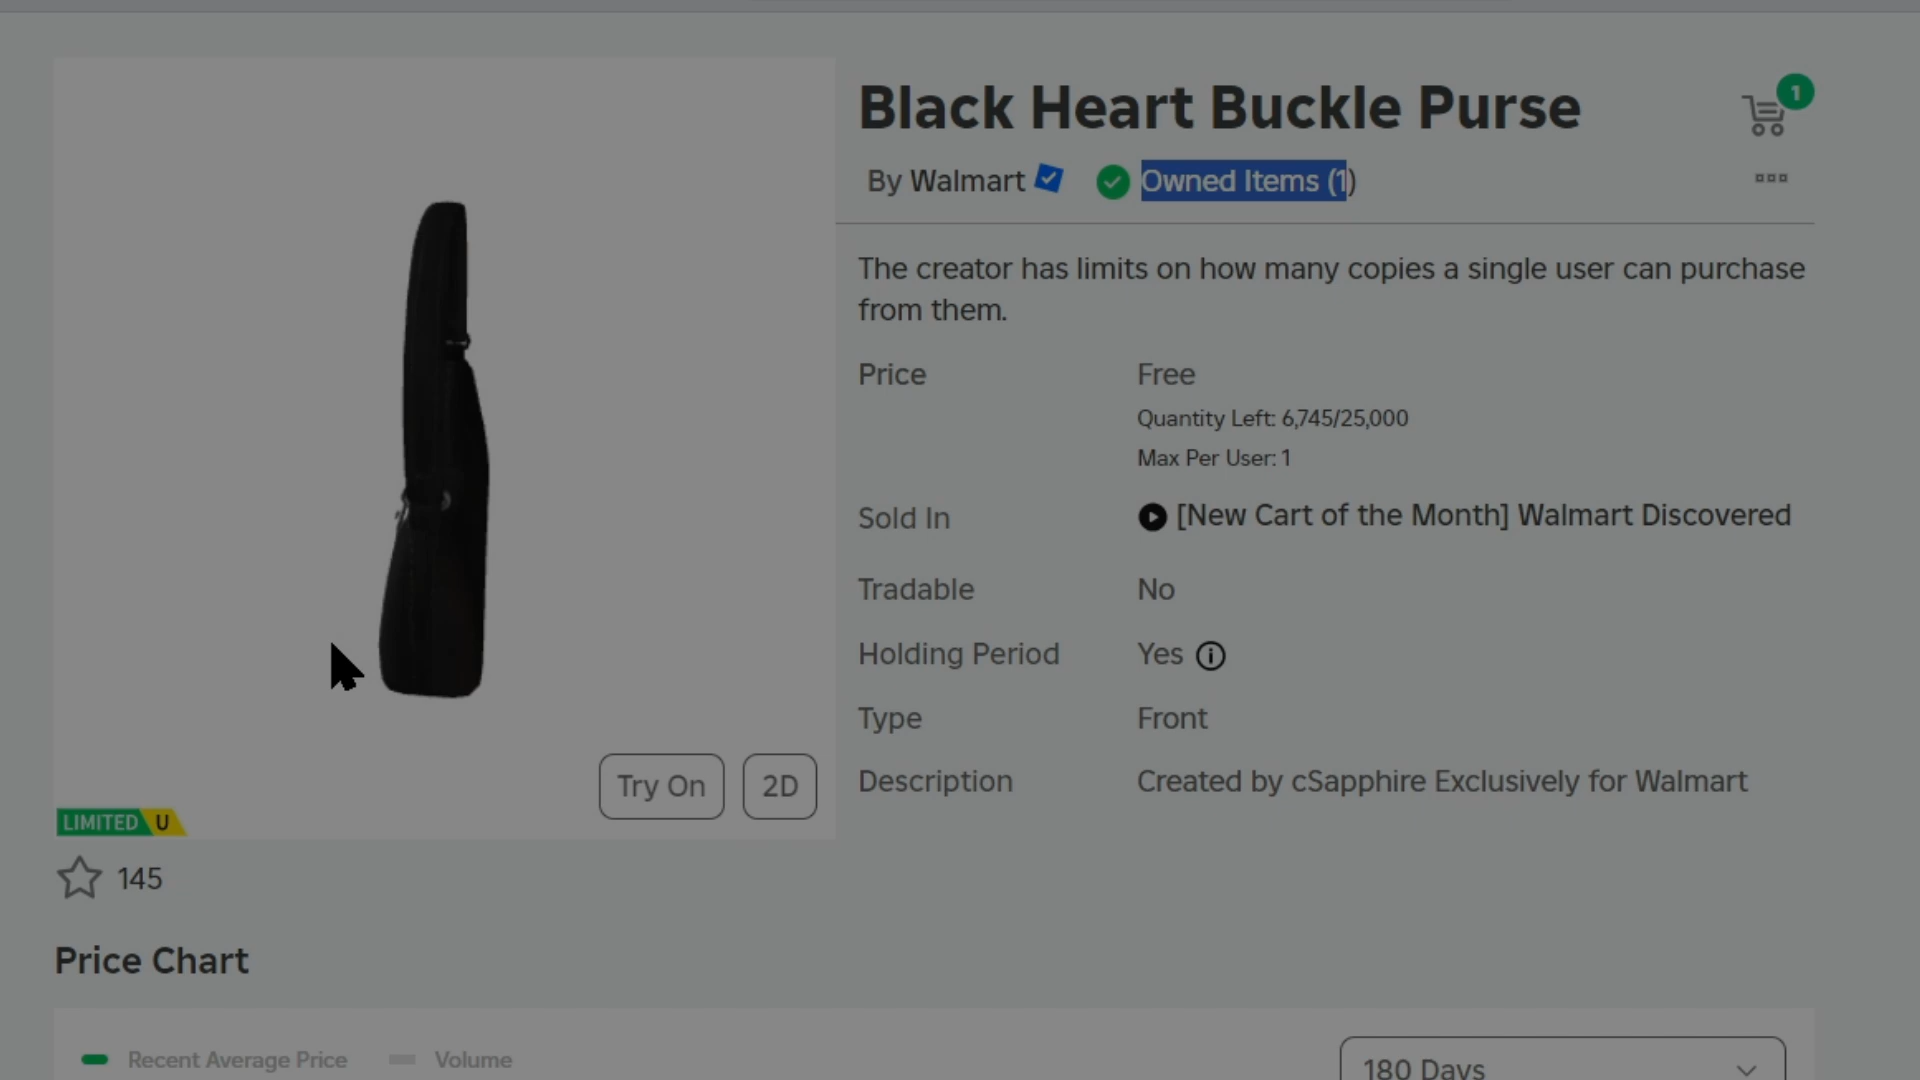 Black Heart Buckle Purse
1
By Walmart
Owned Items (1)
The creator has limits on how many copies a single user can purchase
from them.
Price
Free
Quantity Left: 6,745/25,000
Max Per User: 1
Sold In
[New Cart of the Month] Walmart Discovered
Tradable
No
Holding Period
Yes
Type
Front
Description
Created by cSapphire Exclusively for Walmart
Try On
2D
LIMITED U
145
Price Chart
Recent Average Price
Volume
180 Days